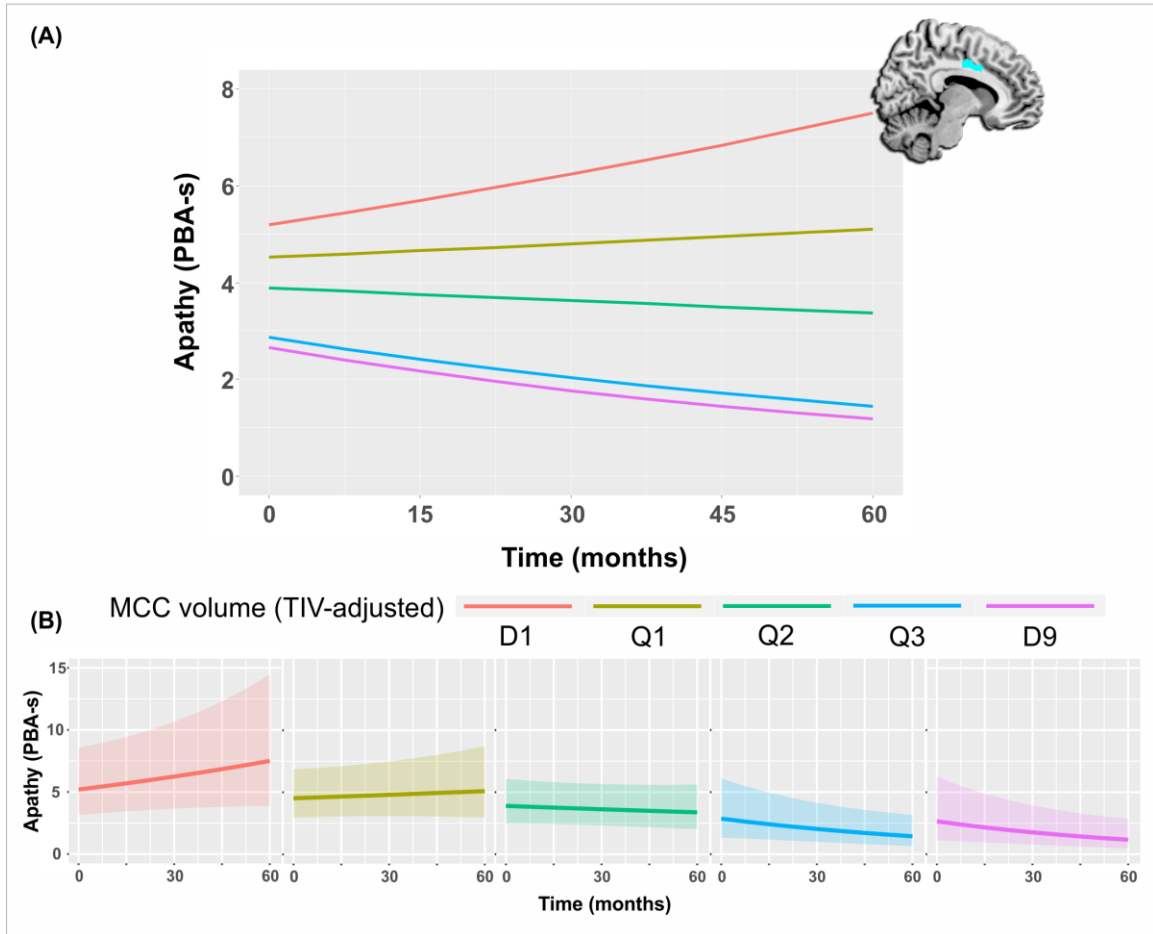 (A)
8
6
4
2
0
Apathy (PBA-s)
0 15 30 45 60
Time (months)
MCC volume (TIV-adjusted)
D1 Q1 Q2 Q3 D9
(B)
15
10
5
0
Apathy (PBA-s)
0 30 60 0 30 60 0 30 60 0 30 60 0 30 60
Time (months)